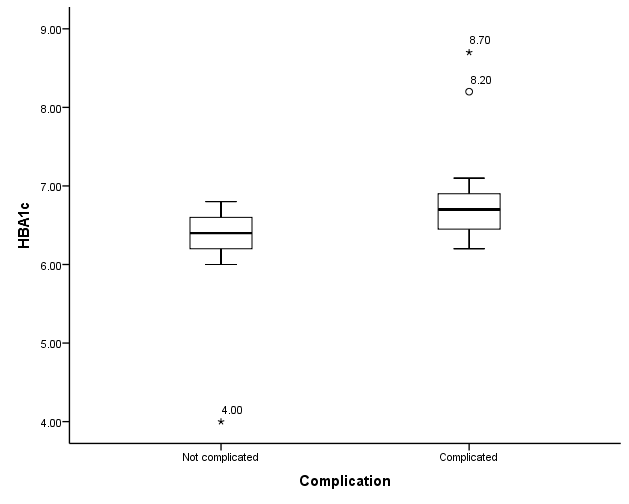 9.00
8.00
7.00
6.00
5.00
4.00
HBA1c
8.70
8.20
4.00
Not complicated
Complicated
Complication